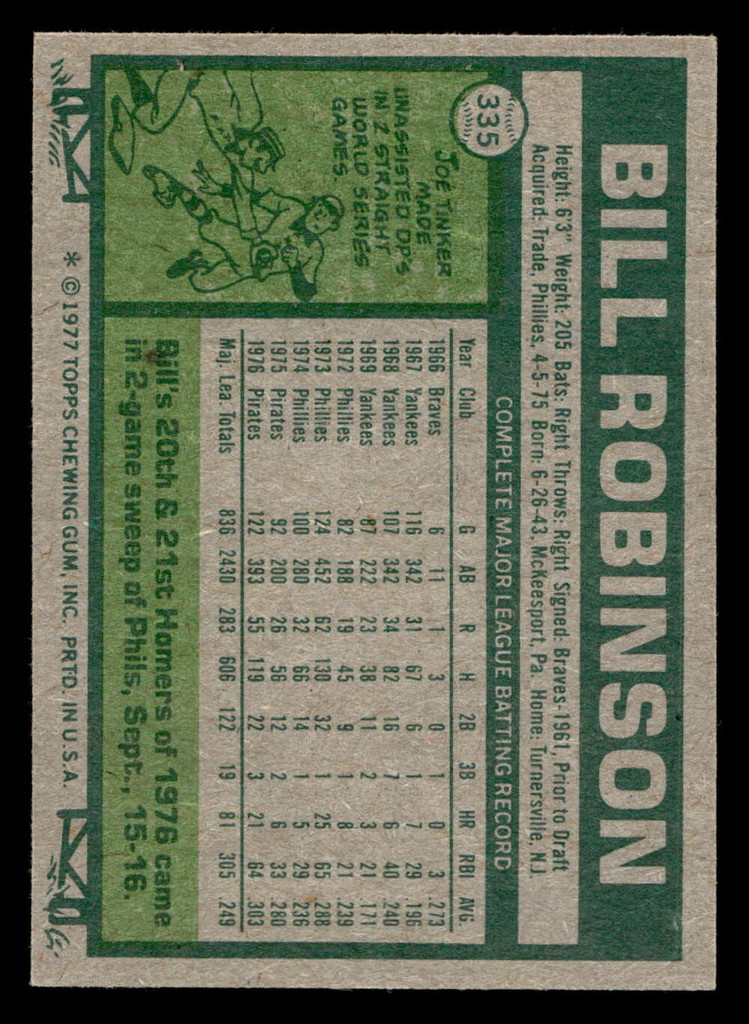 335
BILL ROBINSON
Height: 6'3" Weight: 205 Bats: Right Throws: Right Signed: Braves-1961, Prior to Draft
Acquired: Trade, Phillies, 4-5-75 Born: 6-26-43, McKeesport, Pa. Home: Turnersville, N.J.
JOE TINKER
MADE
UNASSISTED DP'S
IN 2 STRAIGHT
WORLD SERIES
GAMES.
COMPLETE MAJOR LEAGUE BATTING RECORD
Year Club G AB R H 2B 3B HR RBI AVG.
1966 Braves 6 11 1 3 0 1 0 3 .273
1967 Yankees 116 342 31 67 6 1 7 29 .196
1968 Yankees 107 342 34 82 16 7 6 40 .240
1969 Yankees 87 222 23 38 11 2 3 21 .171
1972 Phillies 82 188 19 45 9 1 8 21 .239
1973 Phillies 124 452 62 130 32 1 25 65 .288
1974 Phillies 100 280 32 66 14 1 5 29 .236
1975 Pirates 92 200 26 56 12 2 6 33 .280
1976 Pirates 122 393 55 119 22 3 21 64 .303
Maj. Lea. Totals 836 2430 283 606 122 19 81 305 .249
Bill's 20th & 21st Homers of 1976 came
in 2-game sweep of Phils, Sept., 15-16.
* © 1977 TOPPS CHEWING GUM, INC. PRTD. IN U.S.A.